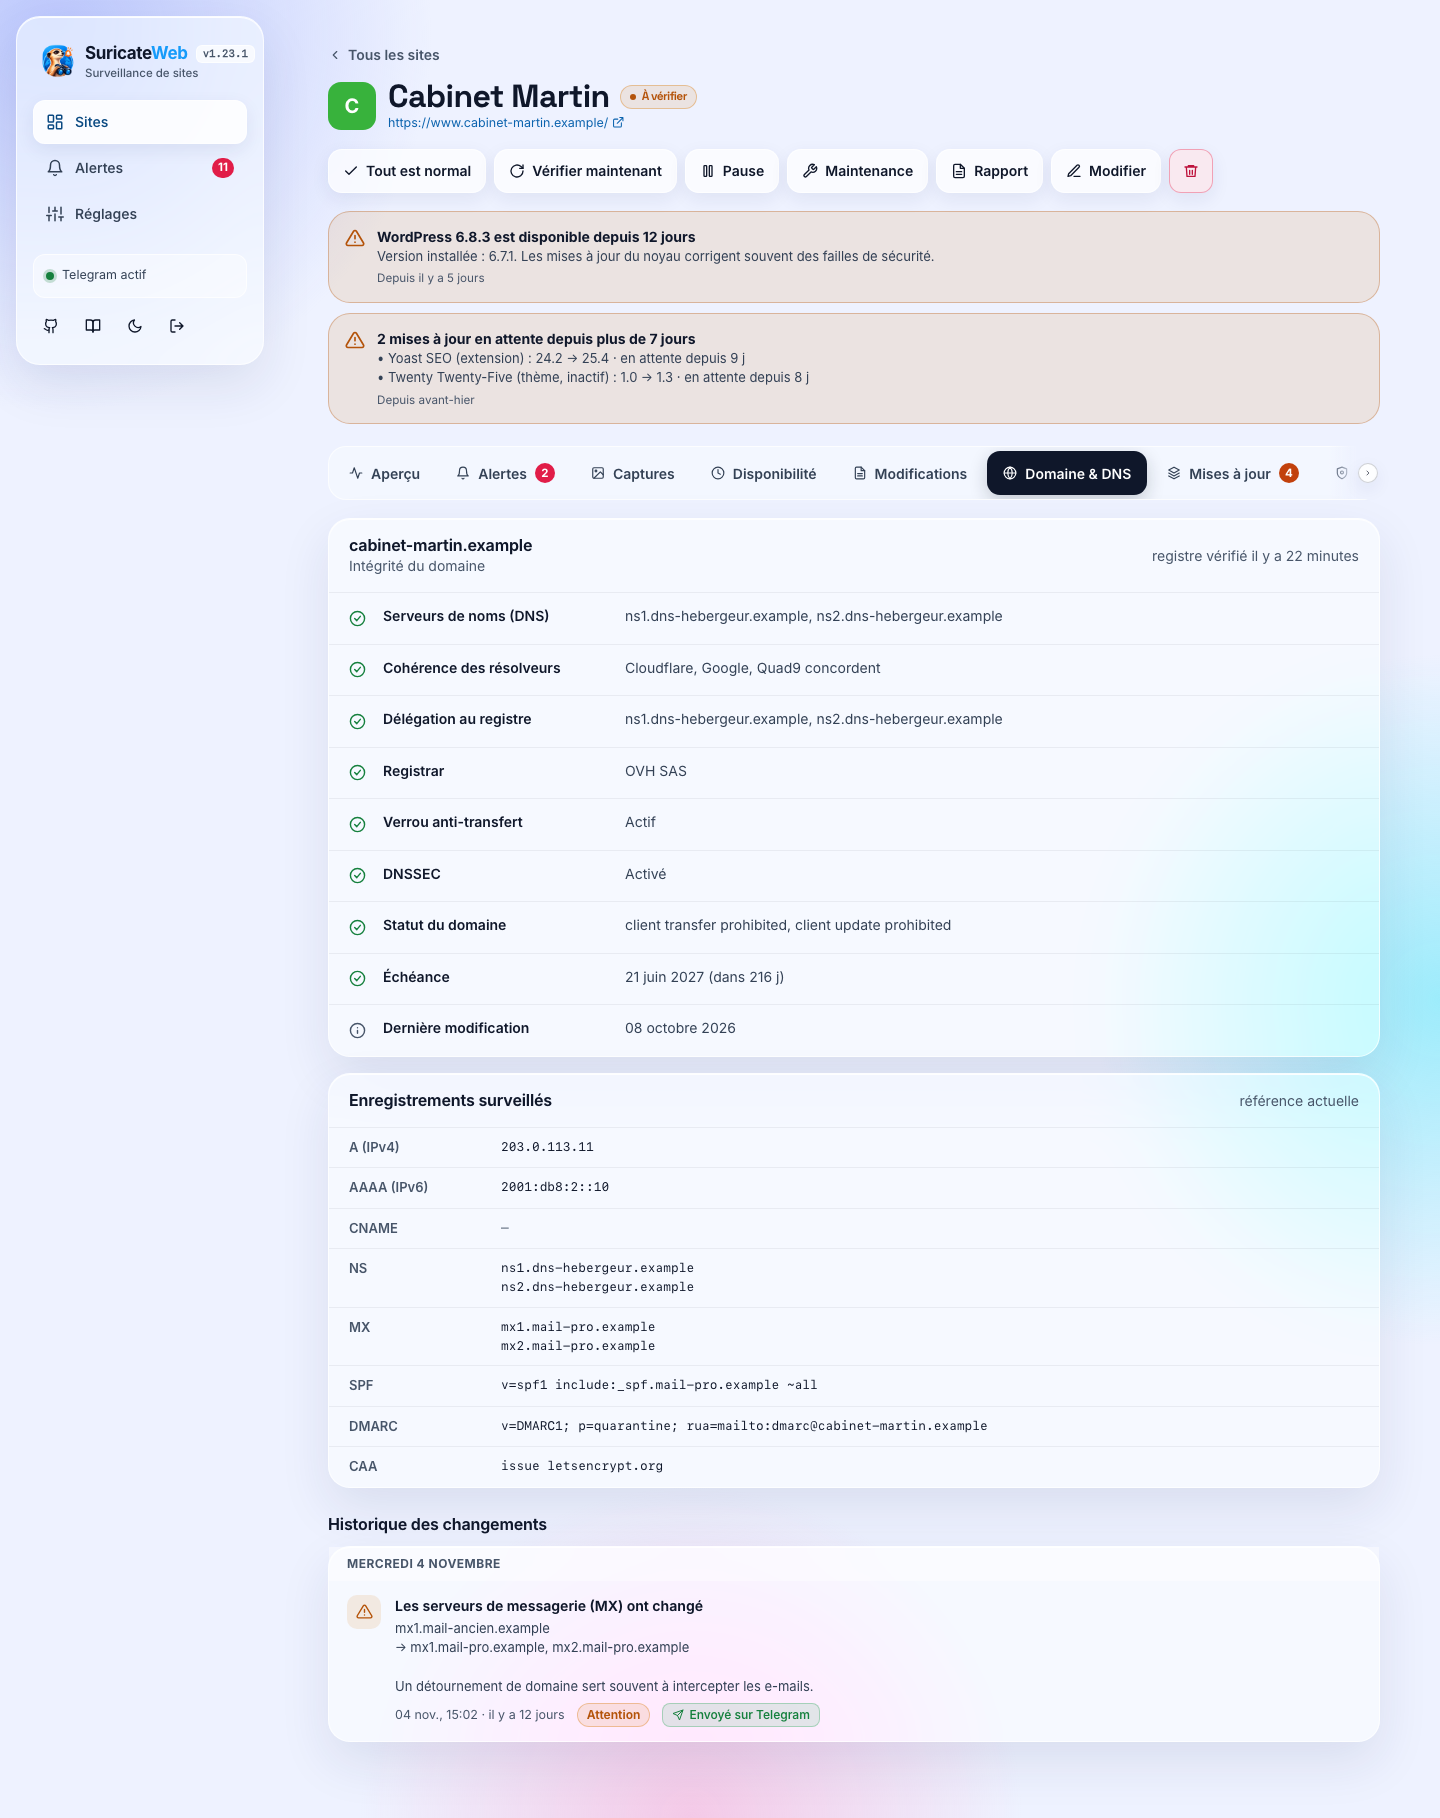 SuricateWeb v1.23.1
Surveillance de sites
Sites
Alertes 11
Réglages
Telegram actif
Tous les sites
C
Cabinet Martin
À vérifier
https://www.cabinet-martin.example/
Tout est normal
Vérifier maintenant
Pause
Maintenance
Rapport
Modifier
WordPress 6.8.3 est disponible depuis 12 jours
Version installée : 6.7.1. Les mises à jour du noyau corrigent souvent des failles de sécurité.
Depuis il y a 5 jours
2 mises à jour en attente depuis plus de 7 jours
• Yoast SEO (extension) : 24.2 → 25.4 · en attente depuis 9 j
• Twenty Twenty-Five (thème, inactif) : 1.0 → 1.3 · en attente depuis 8 j
Depuis avant-hier
Aperçu
Alertes 2
Captures
Disponibilité
Modifications
Domaine & DNS
Mises à jour 4
cabinet-martin.example
Intégrité du domaine
registre vérifié il y a 22 minutes
Serveurs de noms (DNS) ns1.dns-hebergeur.example, ns2.dns-hebergeur.example
Cohérence des résolveurs Cloudflare, Google, Quad9 concordent
Délégation au registre ns1.dns-hebergeur.example, ns2.dns-hebergeur.example
Registrar OVH SAS
Verrou anti-transfert Actif
DNSSEC Activé
Statut du domaine client transfer prohibited, client update prohibited
Échéance 21 juin 2027 (dans 216 j)
Dernière modification 08 octobre 2026
Enregistrements surveillés référence actuelle
A (IPv4) 203.0.113.11
AAAA (IPv6) 2001:db8:2::10
CNAME —
NS ns1.dns-hebergeur.example
ns2.dns-hebergeur.example
MX mx1.mail-pro.example
mx2.mail-pro.example
SPF v=spf1 include:_spf.mail-pro.example ~all
DMARC v=DMARC1; p=quarantine; rua=mailto:dmarc@cabinet-martin.example
CAA issue letsencrypt.org
Historique des changements
MERCREDI 4 NOVEMBRE
Les serveurs de messagerie (MX) ont changé
mx1.mail-ancien.example
→ mx1.mail-pro.example, mx2.mail-pro.example
Un détournement de domaine sert souvent à intercepter les e-mails.
04 nov., 15:02 · il y a 12 jours Attention Envoyé sur Telegram